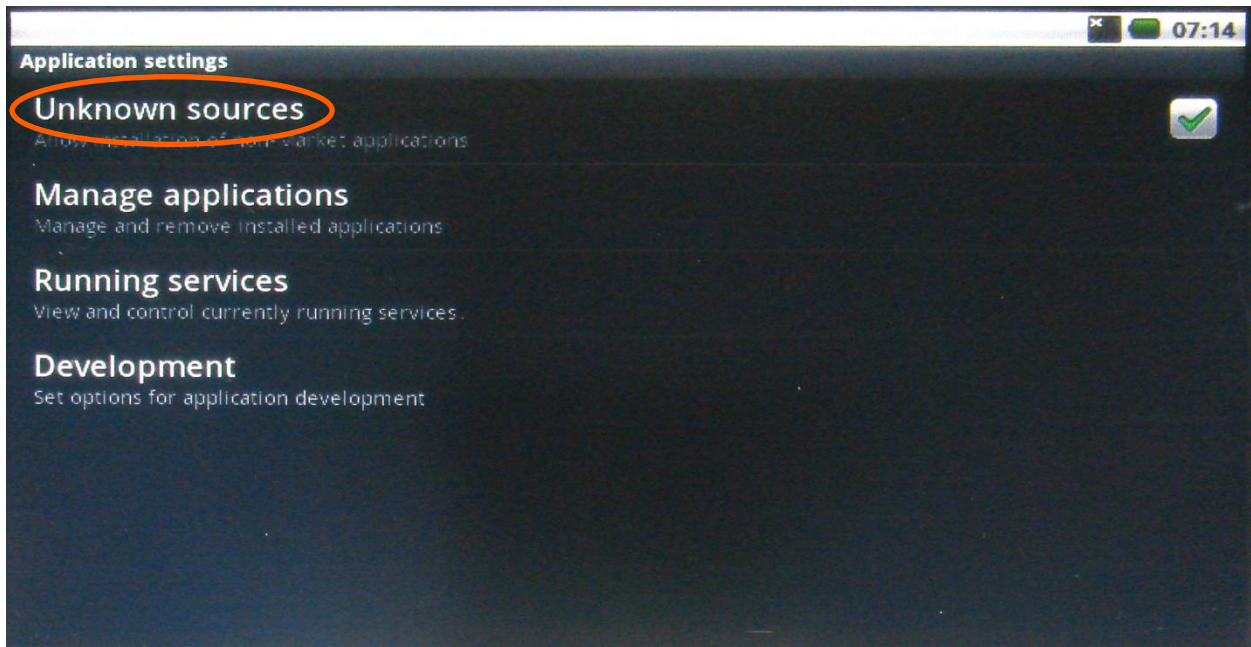 07:14
Application settings
Unknown sources
Allow installation of non-Market applications
Manage applications
Manage and remove installed applications
Running services
View and control currently running services.
Development
Set options for application development